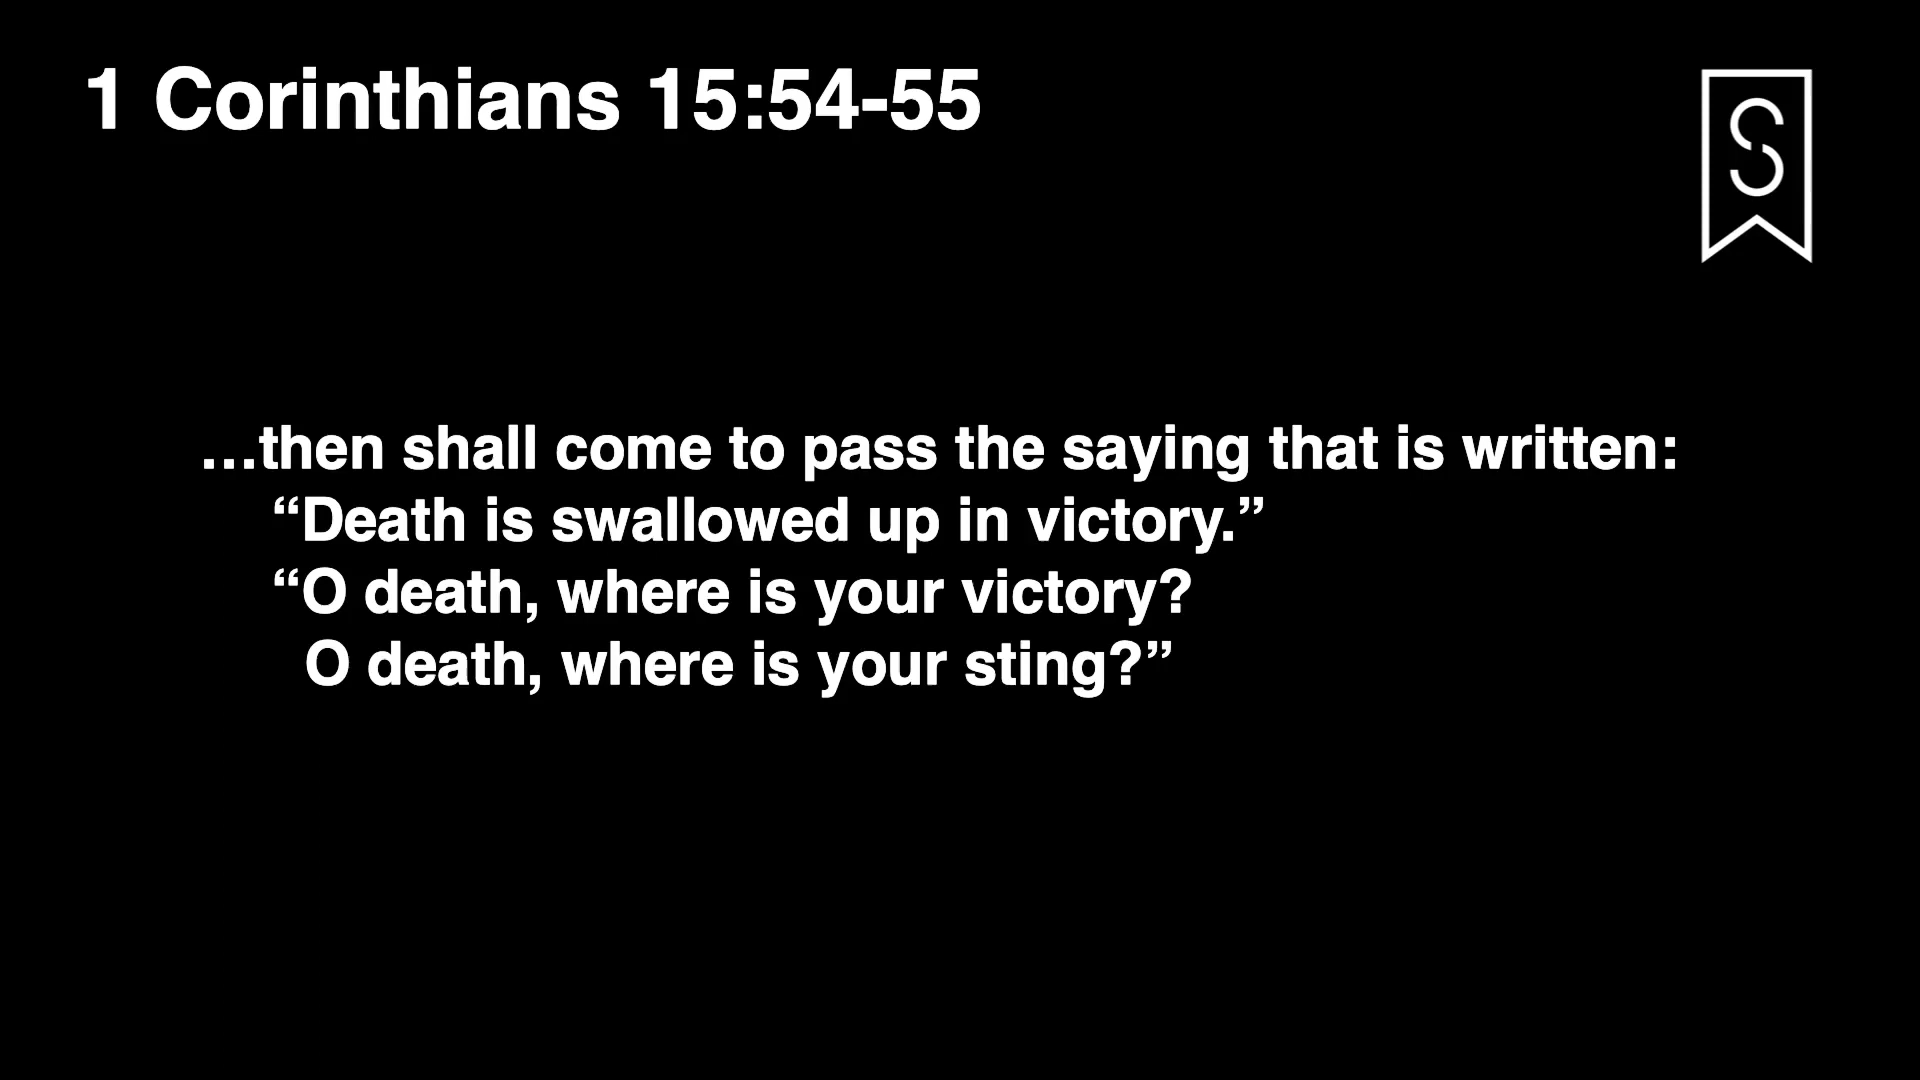 1 Corinthians 15:54-55
S
…then shall come to pass the saying that is written:
“Death is swallowed up in victory.”
“O death, where is your victory?
O death, where is your sting?”